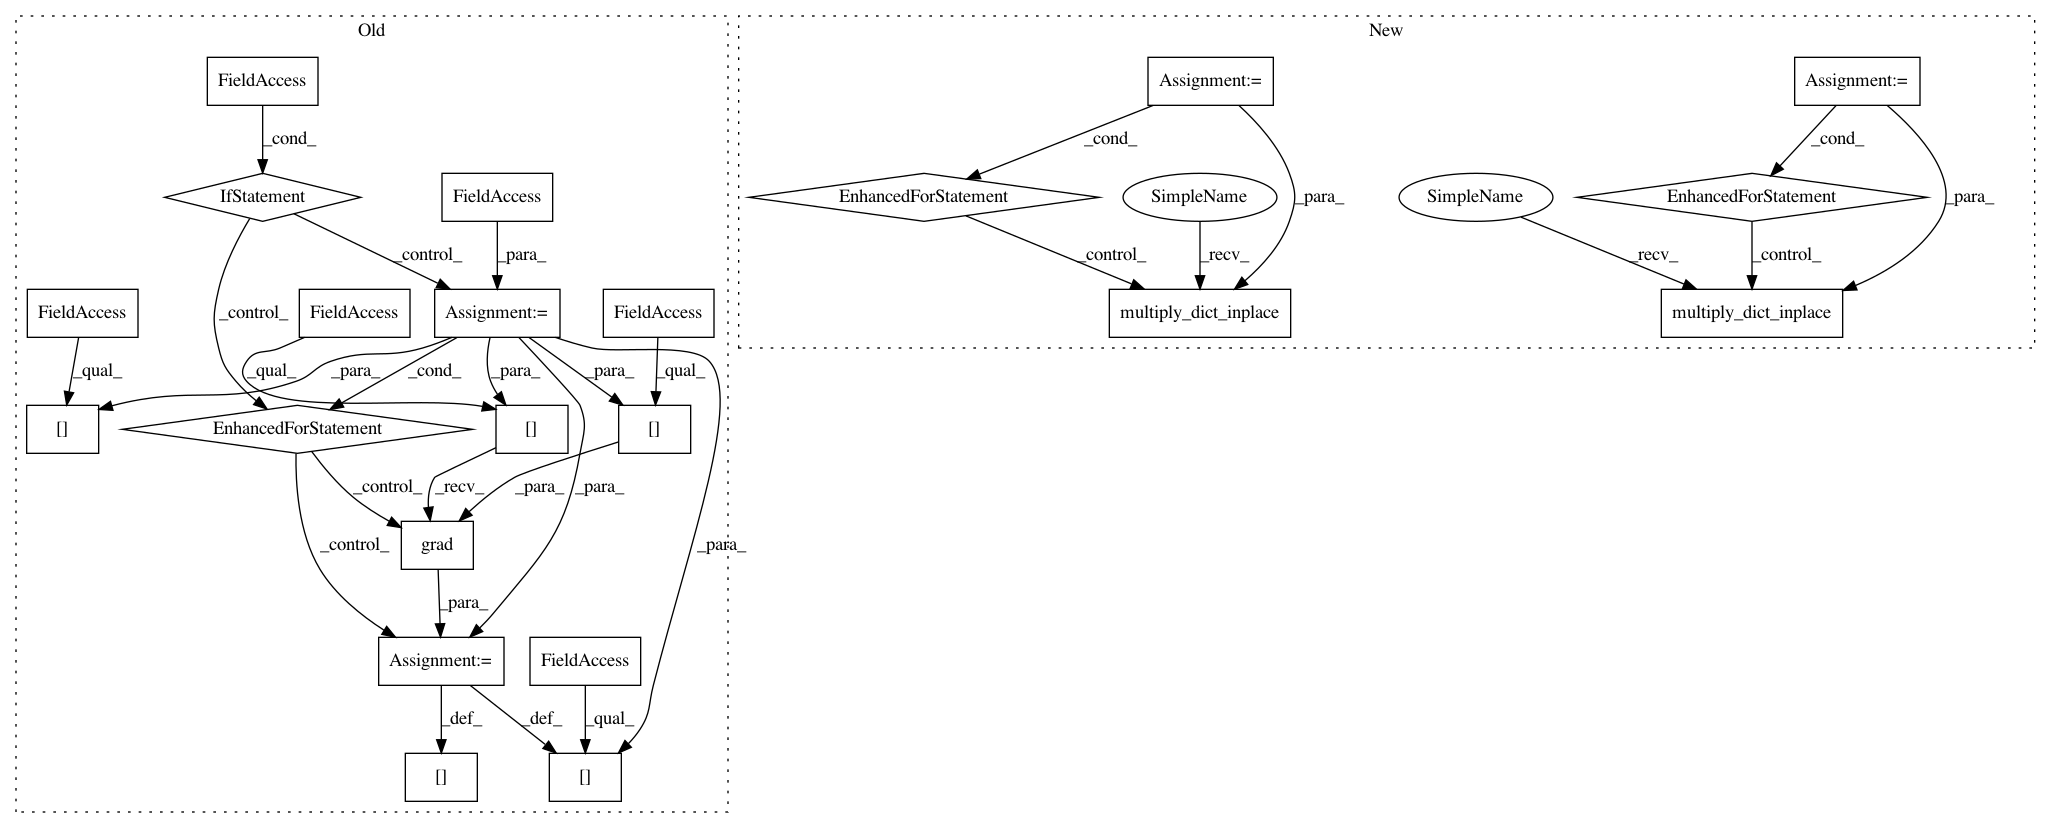 Old
New
FieldAccess
Assignment:=
Assignment:=
_cond_
_cond_
_cond_
IfStatement
FieldAccess
EnhancedForStatement
SimpleName
SimpleName
EnhancedForStatement
_para_
_para_
_control_
_para_
_control_
_recv_
_recv_
_control_
FieldAccess
_control_
FieldAccess
Assignment:=
FieldAccess
multiply_dict_inplace
multiply_dict_inplace
_qual_
_qual_
_para_
_cond_
_para_
_para_
_qual_
[]
EnhancedForStatement
[]
[]
_control_
_recv_
_para_
_para_
_control_
grad
_para_
_para_
Assignment:=
FieldAccess
_def_
_def_
_qual_
[]
[]